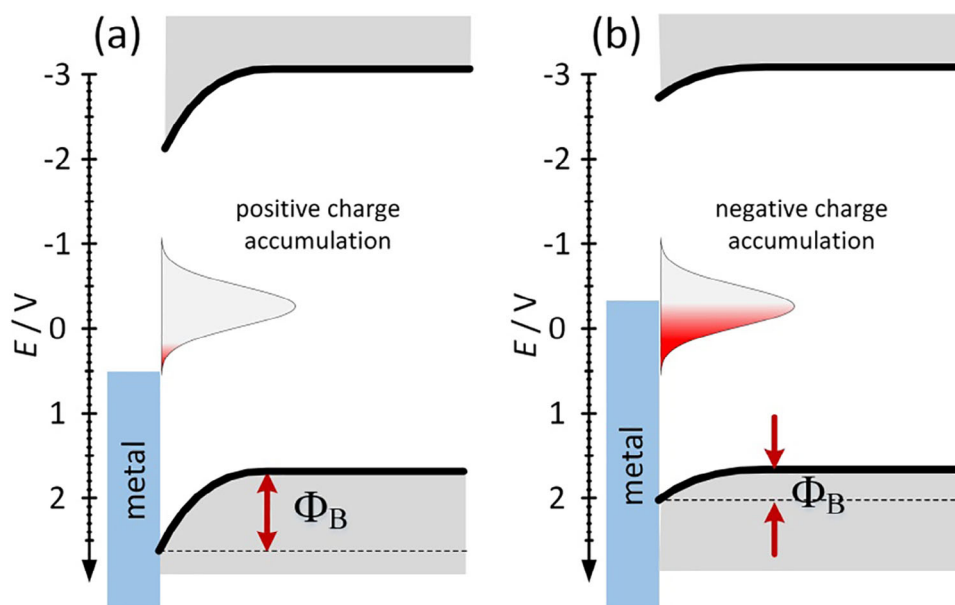 (a)
-3
-2
-1
0
1
2
E / V
positive charge
accumulation
metal
ΦB
(b)
-3
-2
-1
0
1
2
E / V
negative charge
accumulation
metal
ΦB